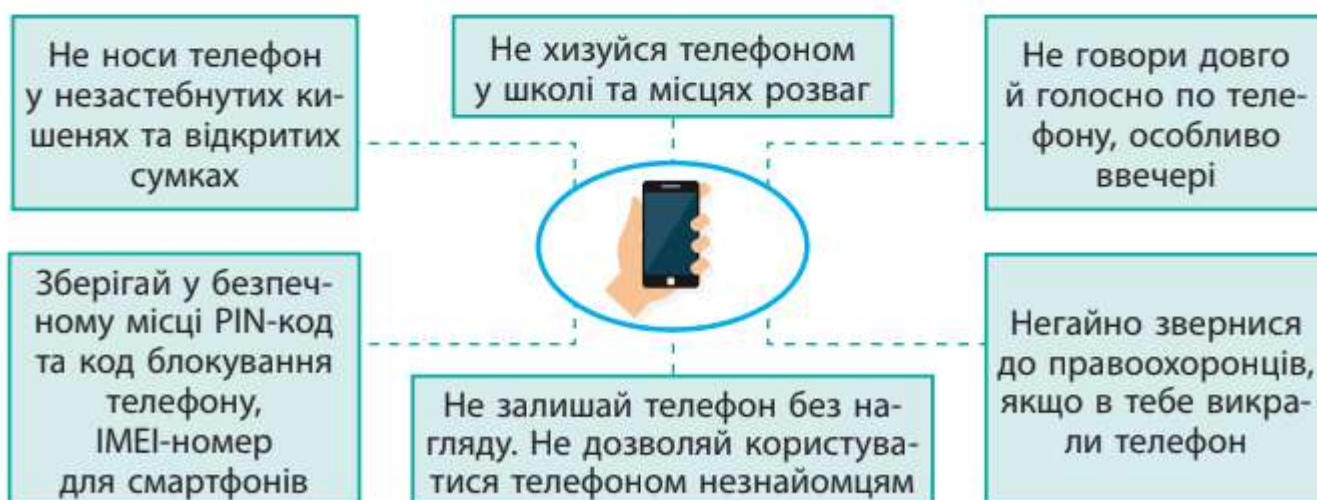 Не носи телефон
у незастебнутих ки-
шенях та відкритих
сумках
Не хизуйся телефоном
у школі та місцях розваг
Не говори довго
й голосно по теле-
фону, особливо
ввечері
Зберігай у безпеч-
ному місці PIN-код
та код блокування
телефону,
IMEI-номер
для смартфонів
Не залишай телефон без на-
гляду. Не дозволяй користува-
тися телефоном незнайомцям
Негайно звернися
до правоохоронців,
якщо в тебе викра-
ли телефон